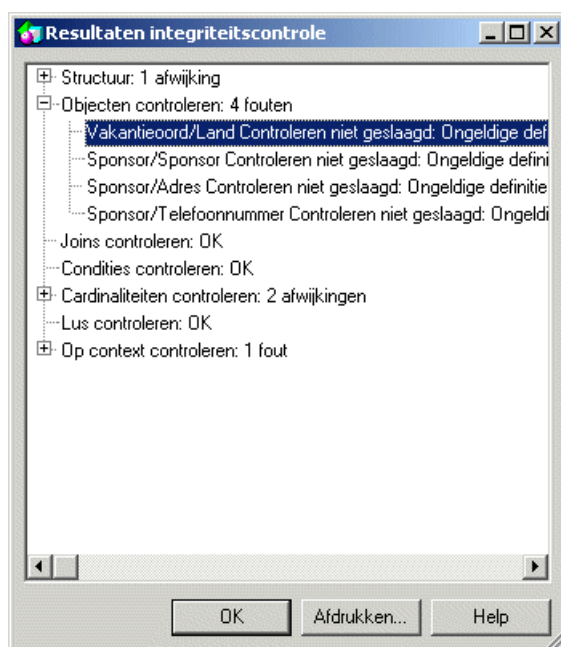 Resultaten integriteitscontrole
Structuur: 1 afwijking
Objecten controleren: 4 fouten
Vakantieoord/Land Controleren niet geslaagd: Ongeldige def
Sponsor/Sponsor Controleren niet geslaagd: Ongeldige defini
Sponsor/Adres Controleren niet geslaagd: Ongeldige definitie
Sponsor/Telefoonnummer Controleren niet geslaagd: Ongeldi
Joins controleren: OK
Condities controleren: OK
Cardinaliteiten controleren: 2 afwijkingen
Lus controleren: OK
Op context controleren: 1 fout
OK Afdrukken... Help